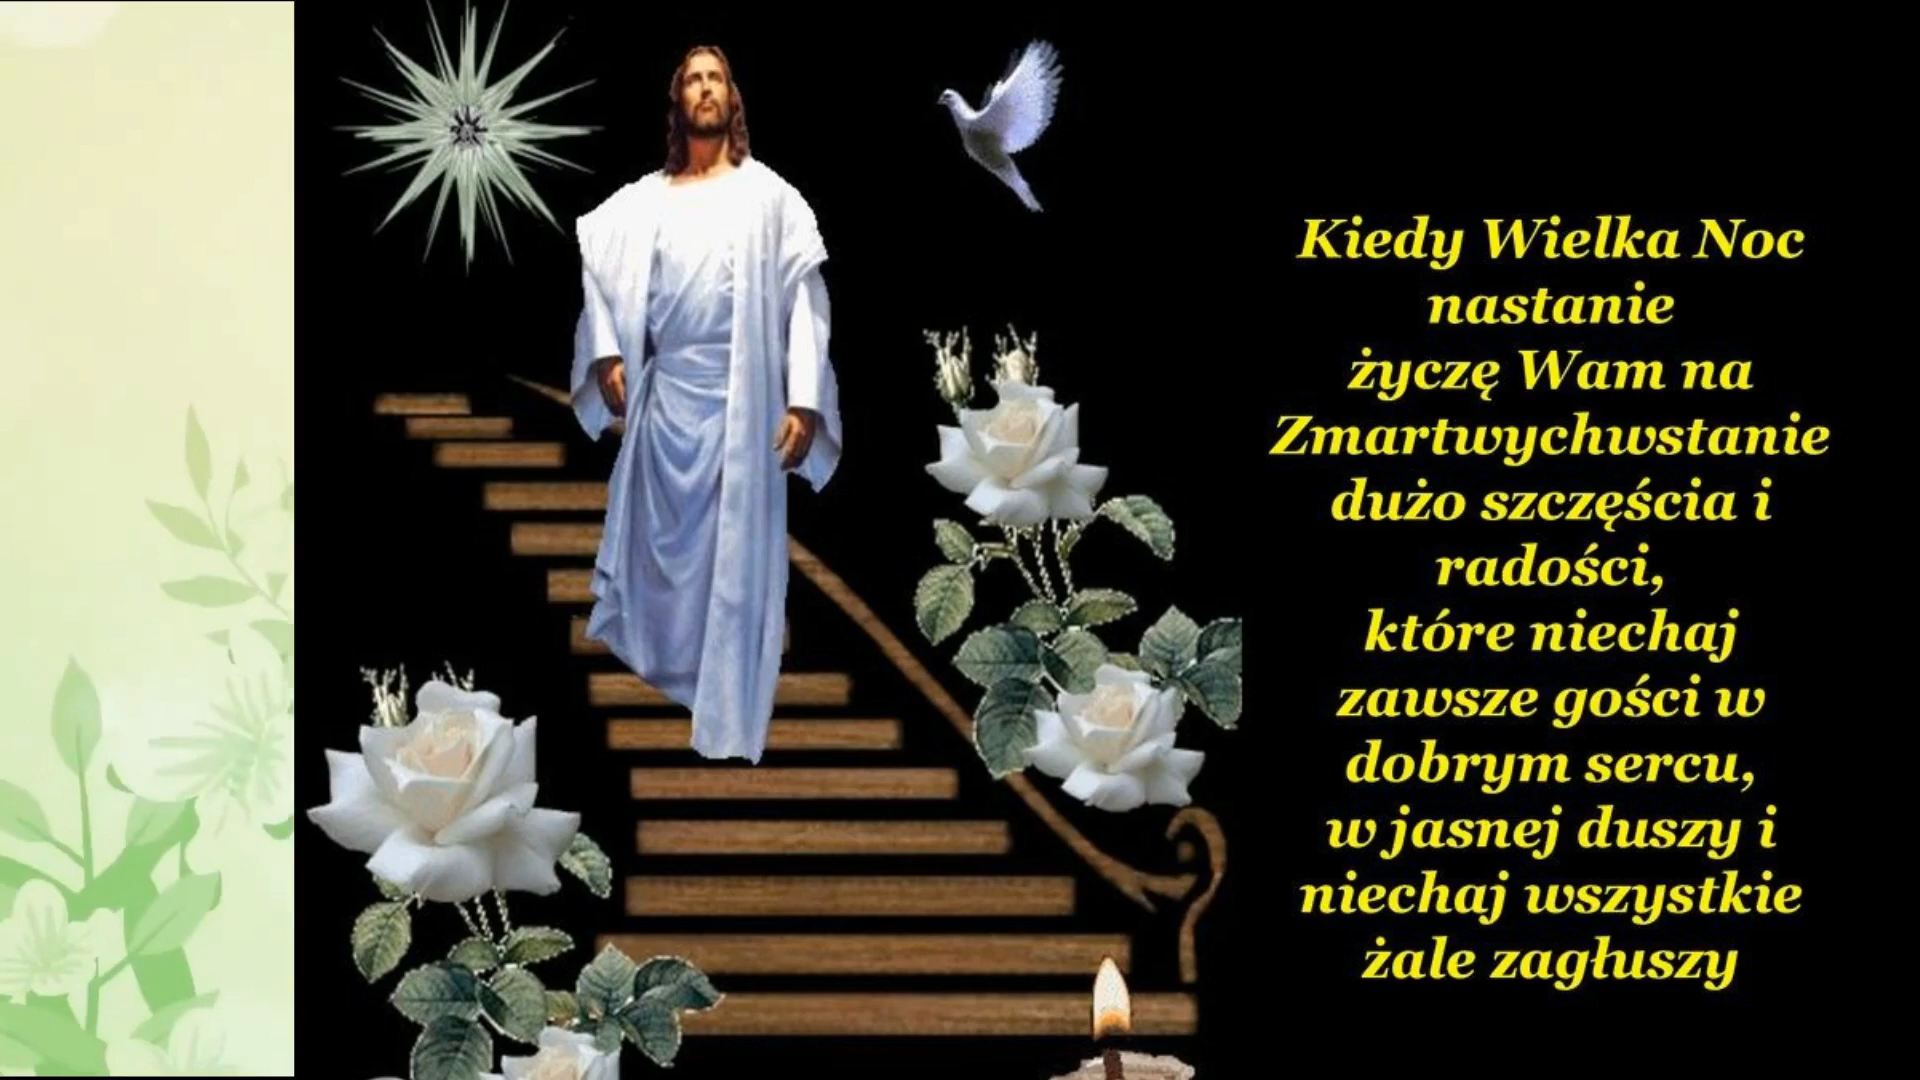 Kiedy Wielka Noc
nastanie
życzę Wam na
Zmartwychwstanie
dużo szczęścia i
radości,
które niechaj
zawsze gości w
dobrym sercu,
w jasnej duszy i
niechaj wszystkie
żale zagłuszy